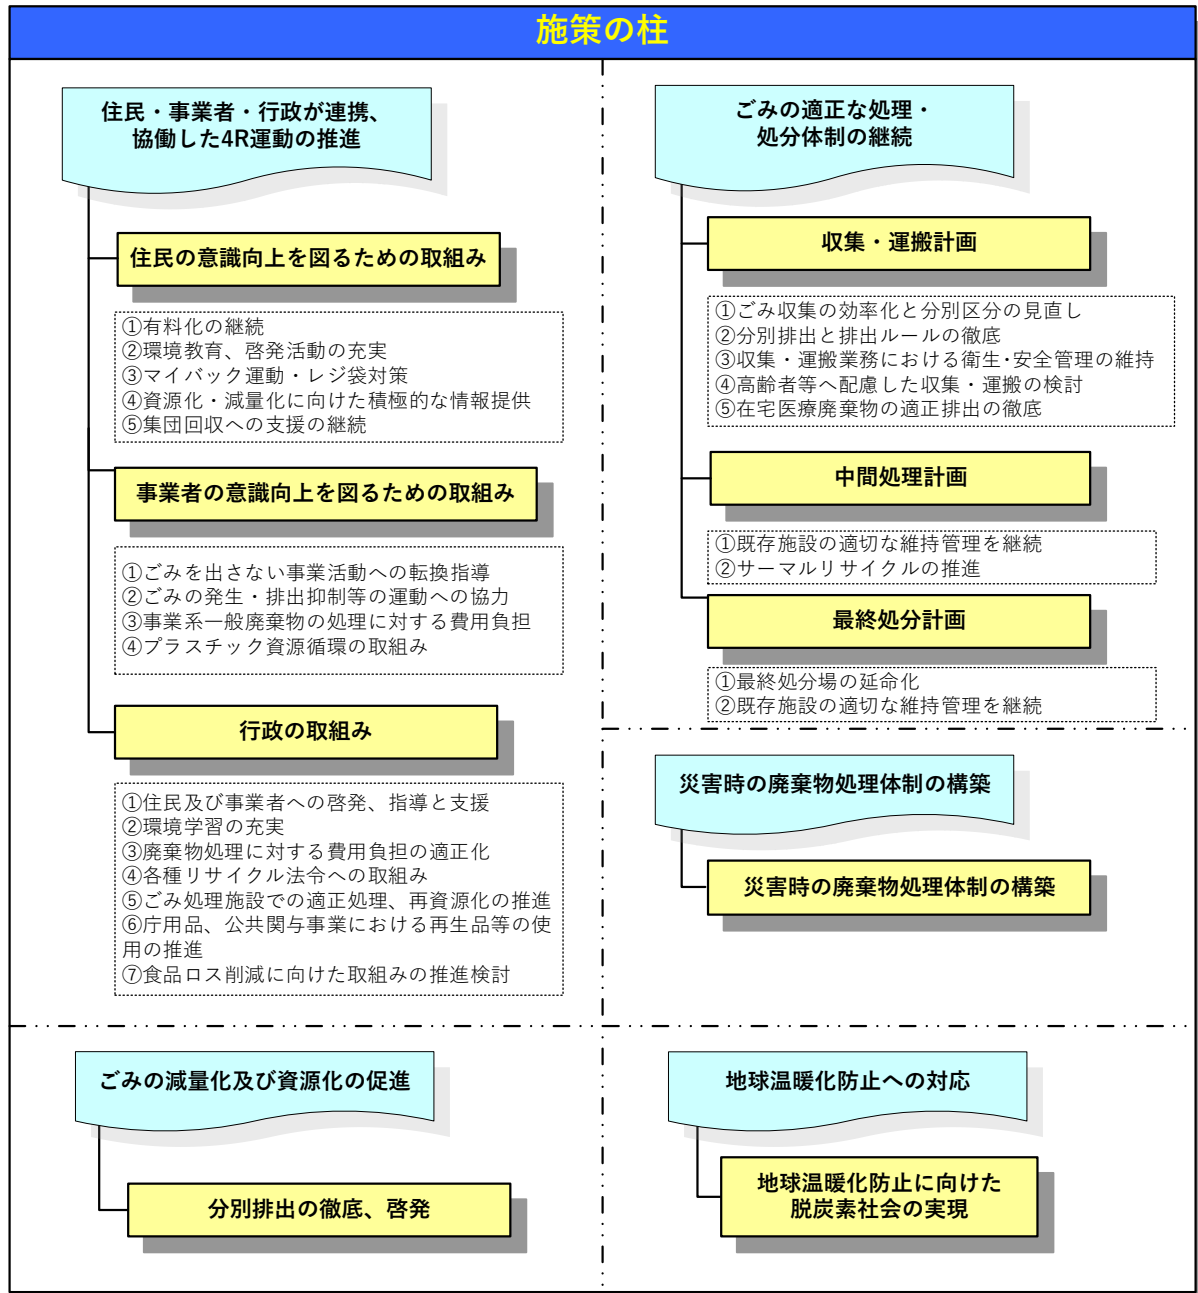 施策の柱
住民・事業者・行政が連携、
協働した4R運動の推進
住民の意識向上を図るための取組み
①有料化の継続
②環境教育、啓発活動の充実
③マイバック運動・レジ袋対策
④資源化・減量化に向けた積極的な情報提供
⑤集団回収への支援の継続
事業者の意識向上を図るための取組み
①ごみを出さない事業活動への転換指導
②ごみの発生・排出抑制等の運動への協力
③事業系一般廃棄物の処理に対する費用負担
④プラスチック資源循環の取組み
行政の取組み
①住民及び事業者への啓発、指導と支援
②環境学習の充実
③廃棄物処理に対する費用負担の適正化
④各種リサイクル法令への取組み
⑤ごみ処理施設での適正処理、再資源化の推進
⑥庁用品、公共関与事業における再生品等の使
用の推進
⑦食品ロス削減に向けた取組みの推進検討
ごみの適正な処理・
処分体制の継続
収集・運搬計画
①ごみ収集の効率化と分別区分の見直し
②分別排出と排出ルールの徹底
③収集・運搬業務における衛生・安全管理の維持
④高齢者等へ配慮した収集・運搬の検討
⑤在宅医療廃棄物の適正排出の徹底
中間処理計画
①既存施設の適切な維持管理を継続
②サーマルリサイクルの推進
最終処分計画
①最終処分場の延命化
②既存施設の適切な維持管理を継続
災害時の廃棄物処理体制の構築
災害時の廃棄物処理体制の構築
ごみの減量化及び資源化の促進
分別排出の徹底、啓発
地球温暖化防止への対応
地球温暖化防止に向けた
脱炭素社会の実現